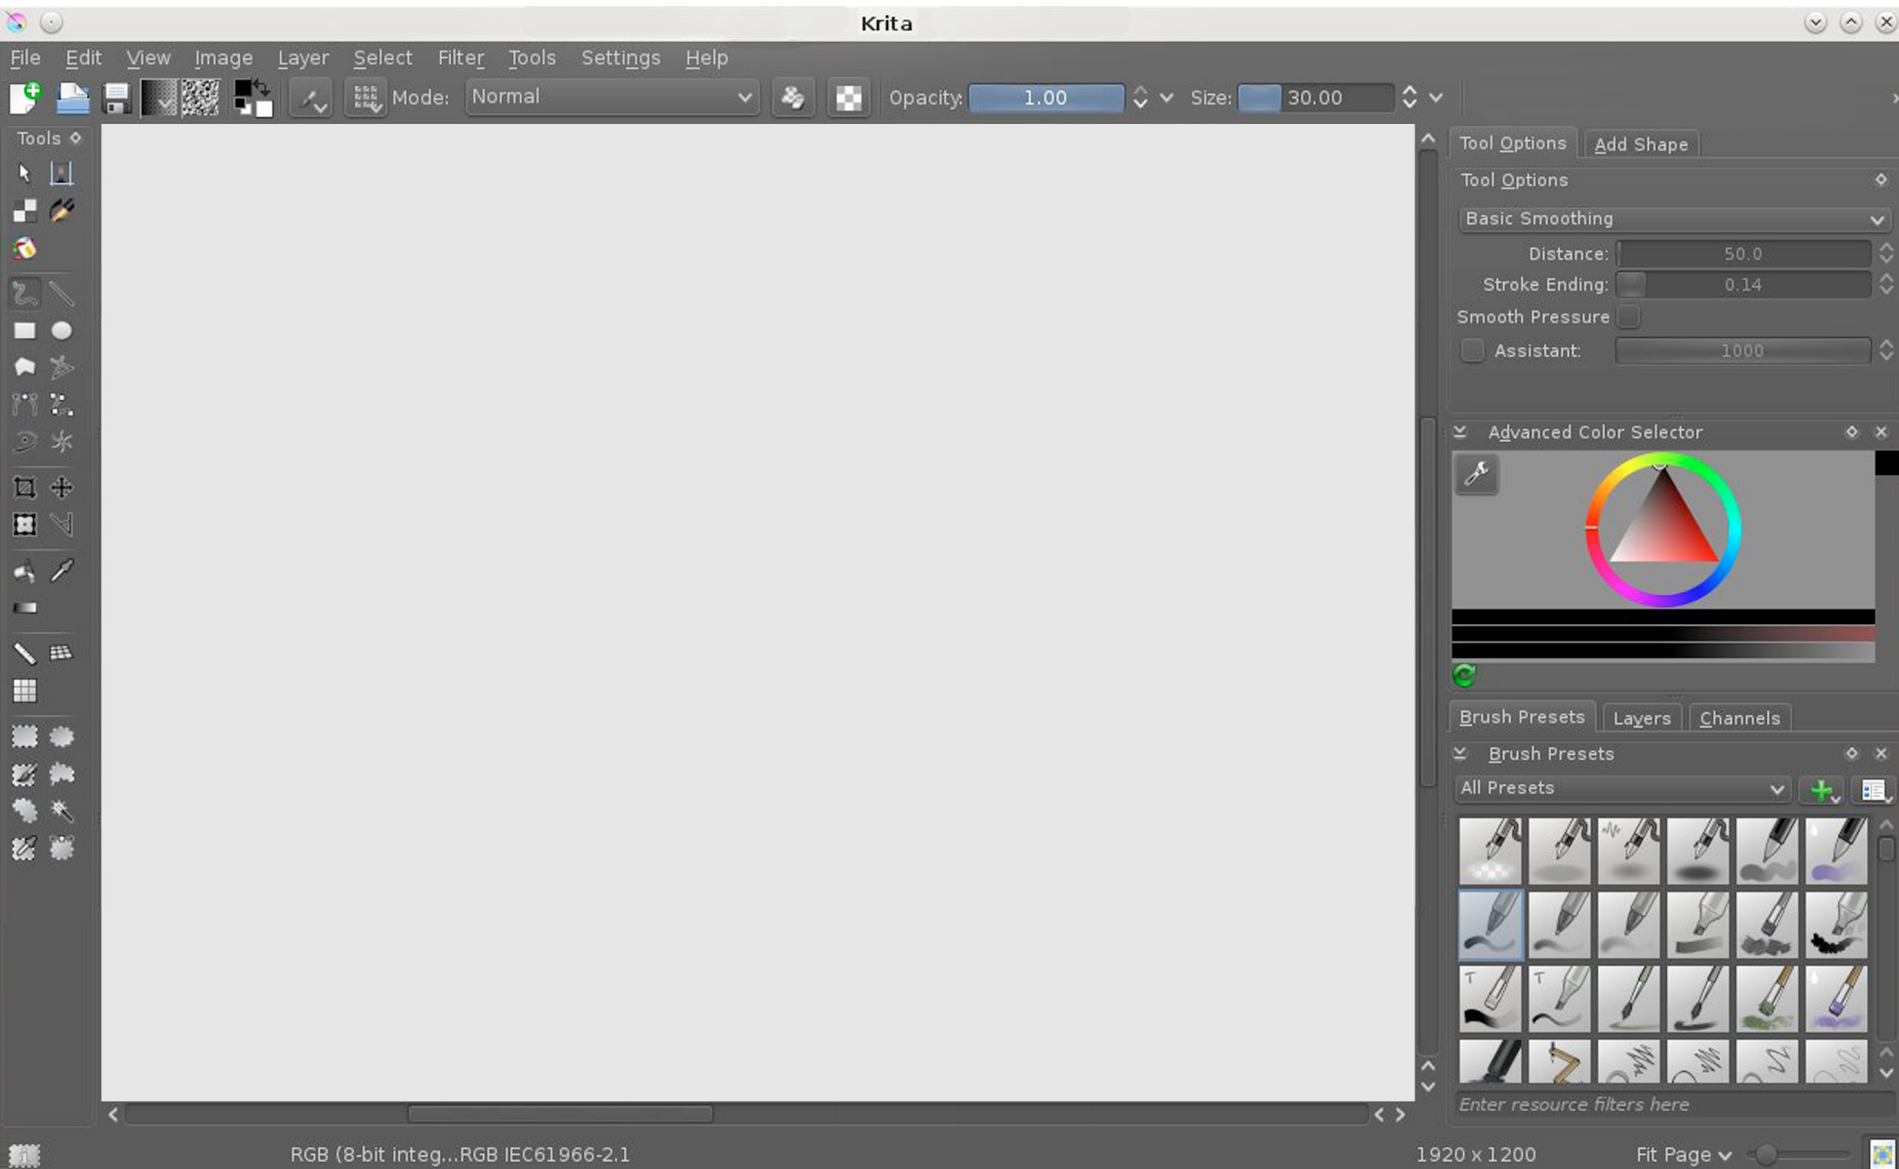 Krita
File Edit View Image Layer Select Filter Tools Settings Help
Mode: Normal Opacity: 1.00 Size: 30.00
Tools
Tool Options Add Shape
Tool Options
Basic Smoothing
Distance: 50.0
Stroke Ending: 0.14
Smooth Pressure
Assistant: 1000
Advanced Color Selector
Brush Presets Layers Channels
Brush Presets
All Presets
T T
Enter resource filters here
RGB (8-bit integ...RGB IEC61966-2.1 1920 x 1200 Fit Page